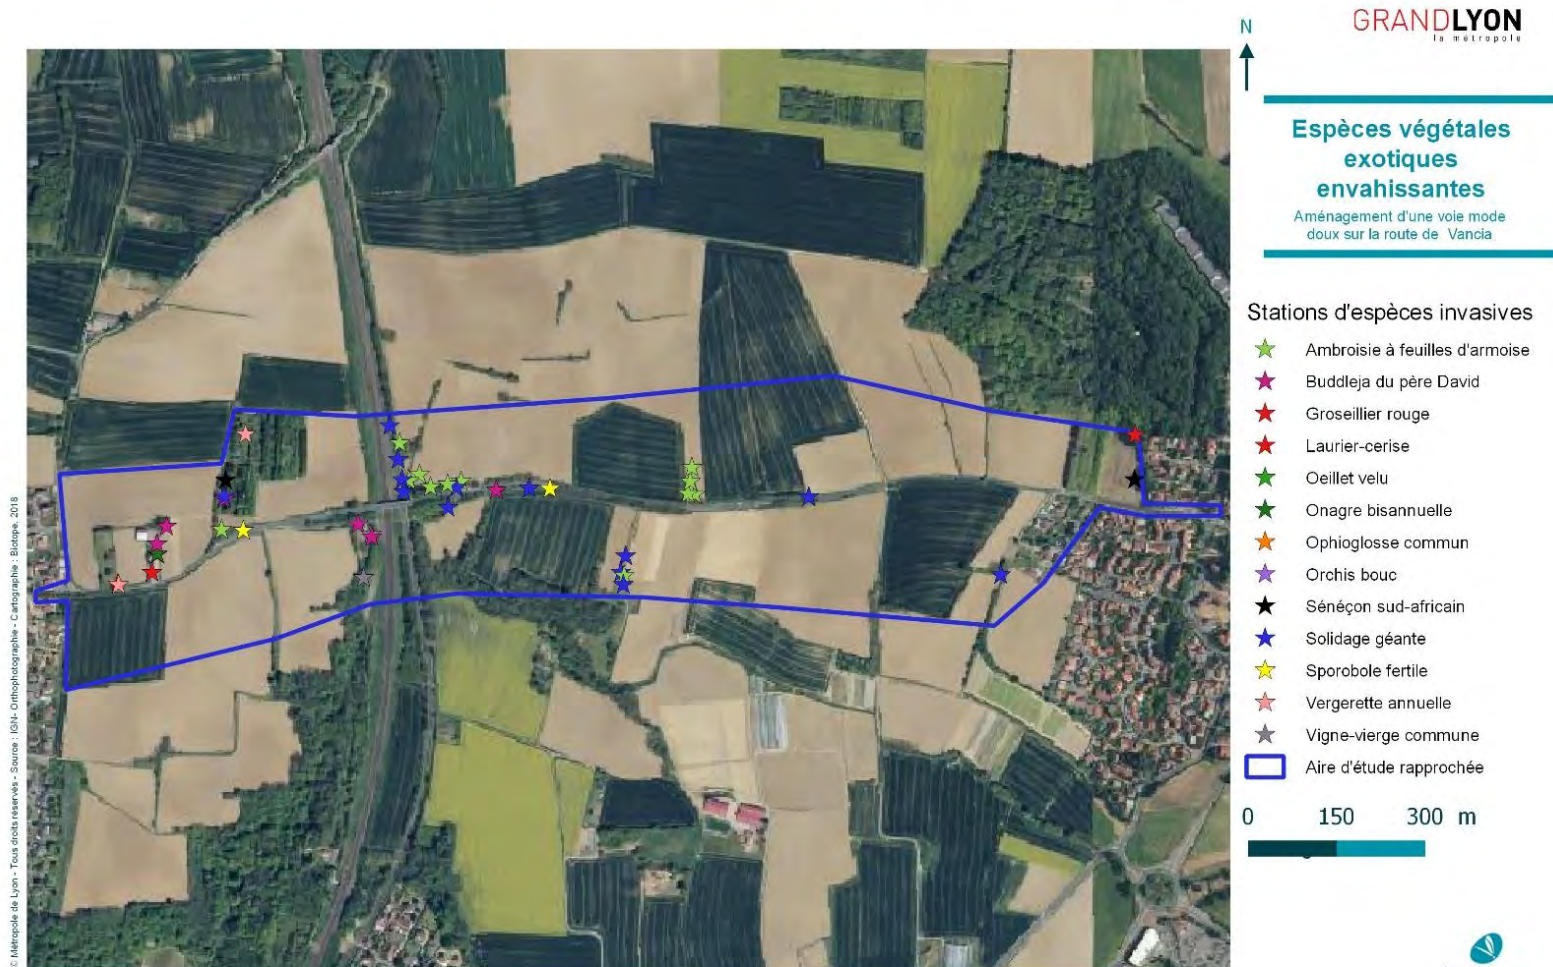 GRANDLYON
la métropole
N
Espèces végétales
exotiques
envahissantes
Aménagement d'une voie mode
doux sur la route de Vancia
Stations d'espèces invasives
Ambroisie à feuilles d'armoise
Buddleja du père David
Groseillier rouge
Laurier-cerise
Oeillet velu
Onagre bisannuelle
Ophioglosse commun
Orchis bouc
Sénéçon sud-africain
Solidage géante
Sporobole fertile
Vergerette annuelle
Vigne-vierge commune
Aire d'étude rapprochée
0 150 300 m
© Métropole de Lyon - Tous droits réservés - Source : IGN- Orthophotographie - Cartographie : Biotope, 2018